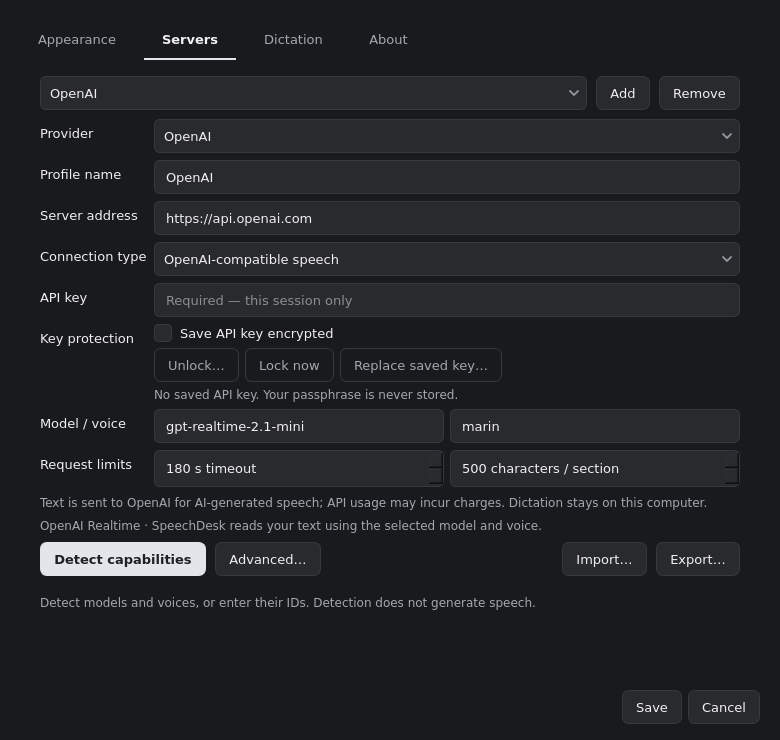 Appearance Servers Dictation About
OpenAI Add Remove
Provider OpenAI
Profile name OpenAI
Server address https://api.openai.com
Connection type OpenAI-compatible speech
API key Required — this session only
Key protection Save API key encrypted
Unlock... Lock now Replace saved key...
No saved API key. Your passphrase is never stored.
Model / voice gpt-realtime-2.1-mini marin
Request limits 180 s timeout 500 characters / section
Text is sent to OpenAI for AI-generated speech; API usage may incur charges. Dictation stays on this computer.
OpenAI Realtime · SpeechDesk reads your text using the selected model and voice.
Detect capabilities Advanced... Import... Export...
Detect models and voices, or enter their IDs. Detection does not generate speech.
Save Cancel